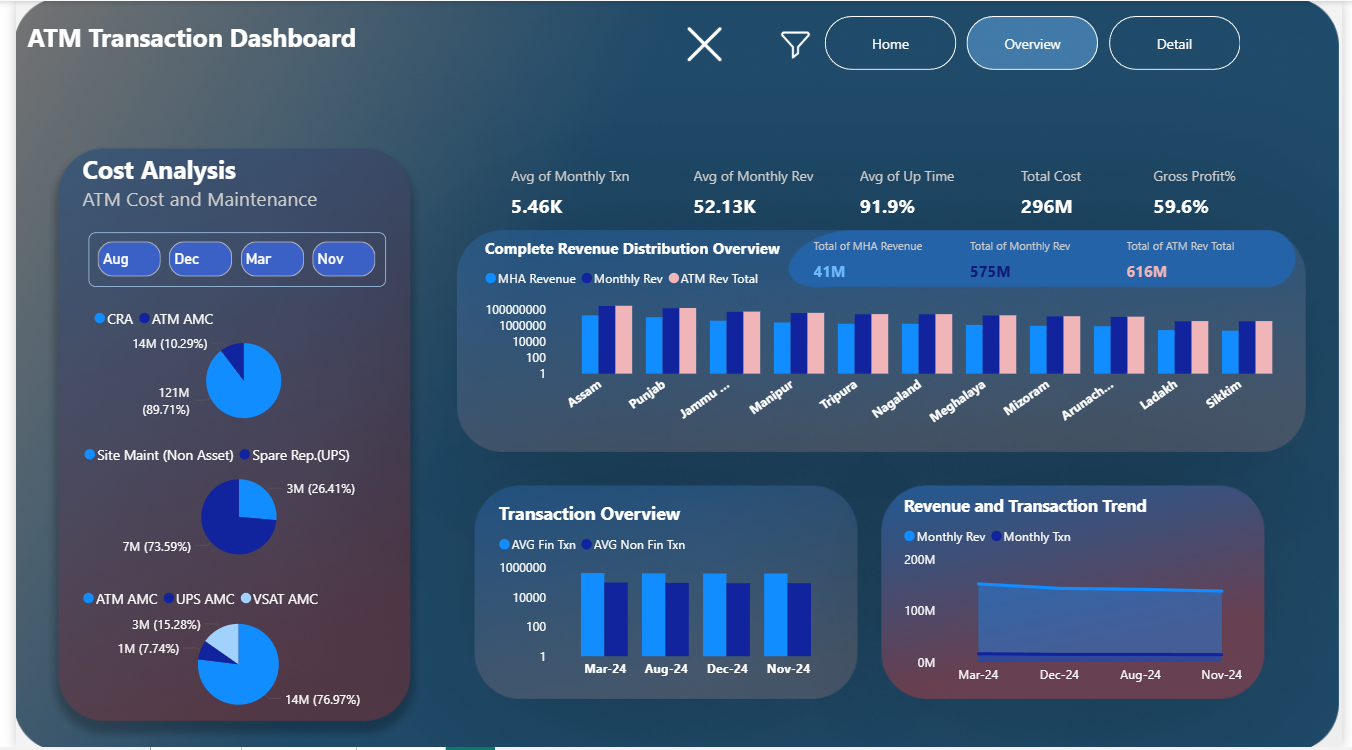 ATM Transaction Dashboard
Home
Overview
Detail
Cost Analysis
ATM Cost and Maintenance
Aug
Dec
Mar
Nov
CRA ATM AMC
14M (10.29%)
121M
(89.71%)
Site Maint (Non Asset) Spare Rep.(UPS)
3M (26.41%)
7M (73.59%)
ATM AMC UPS AMC VSAT AMC
3M (15.28%)
1M (7.74%)
14M (76.97%)
Avg of Monthly Txn
5.46K
Avg of Monthly Rev
52.13K
Avg of Up Time
91.9%
Total Cost
296M
Gross Profit%
59.6%
Complete Revenue Distribution Overview
Total of MHA Revenue
41M
Total of Monthly Rev
575M
Total of ATM Rev Total
616M
MHA Revenue Monthly Rev ATM Rev Total
100000000
1000000
10000
100
1
Assam
Punjab
Jammu ...
Manipur
Tripura
Nagaland
Meghalaya
Mizoram
Arunach...
Ladakh
Sikkim
Transaction Overview
AVG Fin Txn AVG Non Fin Txn
1000000
10000
100
1
Mar-24 Aug-24 Dec-24 Nov-24
Revenue and Transaction Trend
Monthly Rev Monthly Txn
200M
100M
0M
Mar-24 Dec-24 Aug-24 Nov-24